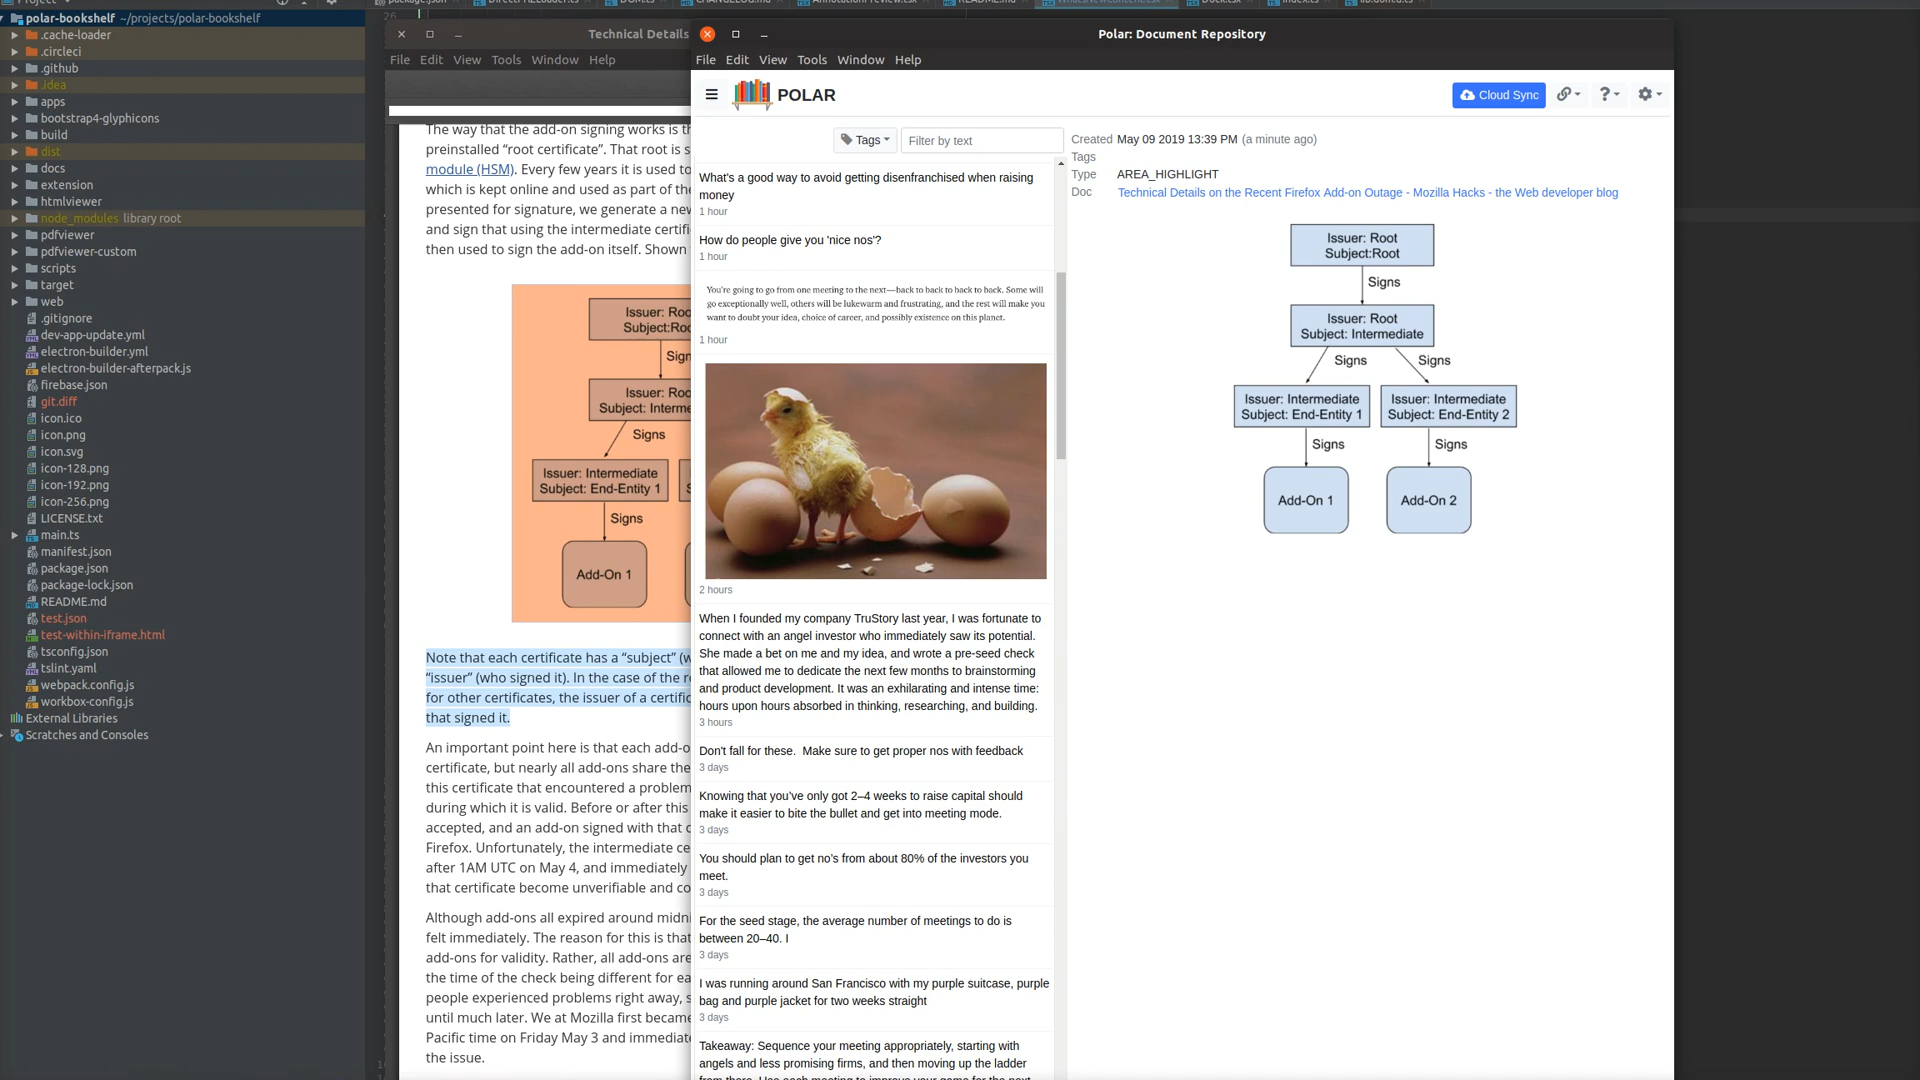 Project
polar-bookshelf ~/projects/polar-bookshelf
.cache-loader
.circleci
.github
.idea
apps
bootstrap4-glyphicons
build
dist
docs
extension
htmlviewer
node_modules library root
pdfviewer
pdfviewer-custom
scripts
target
web
.gitignore
dev-app-update.yml
electron-builder.yml
electron-builder-afterpack.js
firebase.json
git.diff
icon.ico
icon.png
icon.svg
icon-128.png
icon-192.png
icon-256.png
LICENSE.txt
main.ts
manifest.json
package.json
package-lock.json
README.md
test.json
test-within-iframe.html
tsconfig.json
tslint.yaml
webpack.config.js
workbox-config.js
External Libraries
Scratches and Consoles
26
Technical Details
File Edit View Tools Window Help
The way that the add-on signing works is
preinstalled “root certificate”. That root is
module (HSM). Every few years it is used to
which is kept online and used as part of the
presented for signature, we generate a new
and sign that using the intermediate
then used to sign the add-on itself. Shown
Issuer:
Signs
Issuer: Intermediate
Subject: End-Entity 1
Signs
Add-On 1
Note that each certificate has a “subject”
“issuer” (who signed it). In the case of the
for other certificates, the issuer of a
that signed it.
An important point here is that each
certificate, but nearly all add-ons share the
this certificate that encountered a problem
during which it is valid. Before or after this
accepted, and an add-on signed with that
Firefox. Unfortunately, the intermediate
after 1AM UTC on May 4, and immediately
that certificate become unverifiable and
Although add-ons all expired around
felt immediately. The reason for this is that
add-ons for validity. Rather, all add-ons are
the time of the check being different for
people experienced problems right away,
until much later. We at Mozilla first became
Pacific time on Friday May 3 and
the issue.
Polar: Document Repository
File Edit View Tools Window Help
POLAR
Cloud Sync
Tags
Filter by text
What's a good way to avoid getting disenfranchised when raising
money
1 hour
How do people give you 'nice nos'?
1 hour
You're going to go from one meeting to the next—back to back to back to back. Some will
go exceptionally well, others will be lukewarm and frustrating, and the rest will make you
want to doubt your idea, choice of career, and possibly existence on this planet.
1 hour
2 hours
When I founded my company TruStory last year, I was fortunate to
connect with an angel investor who immediately saw its potential.
She made a bet on me and my idea, and wrote a pre-seed check
that allowed me to dedicate the next few months to brainstorming
and product development. It was an exhilarating and intense time:
hours upon hours absorbed in thinking, researching, and building.
3 hours
Don't fall for these.  Make sure to get proper nos with feedback
3 days
Knowing that you’ve only got 2–4 weeks to raise capital should
make it easier to bite the bullet and get into meeting mode.
3 days
You should plan to get no’s from about 80% of the investors you
meet.
3 days
For the seed stage, the average number of meetings to do is
between 20–40. I
3 days
I was running around San Francisco with my purple suitcase, purple
bag and purple jacket for two weeks straight
3 days
Takeaway: Sequence your meeting appropriately, starting with
angels and less promising firms, and then moving up the ladder
Created May 09 2019 13:39 PM (a minute ago)
Tags
Type AREA_HIGHLIGHT
Doc Technical Details on the Recent Firefox Add-on Outage - Mozilla Hacks - the Web developer blog
Issuer: Root
Subject:Root
Signs
Issuer: Root
Subject: Intermediate
Signs Signs
Issuer: Intermediate
Subject: End-Entity 1
Issuer: Intermediate
Subject: End-Entity 2
Signs Signs
Add-On 1 Add-On 2